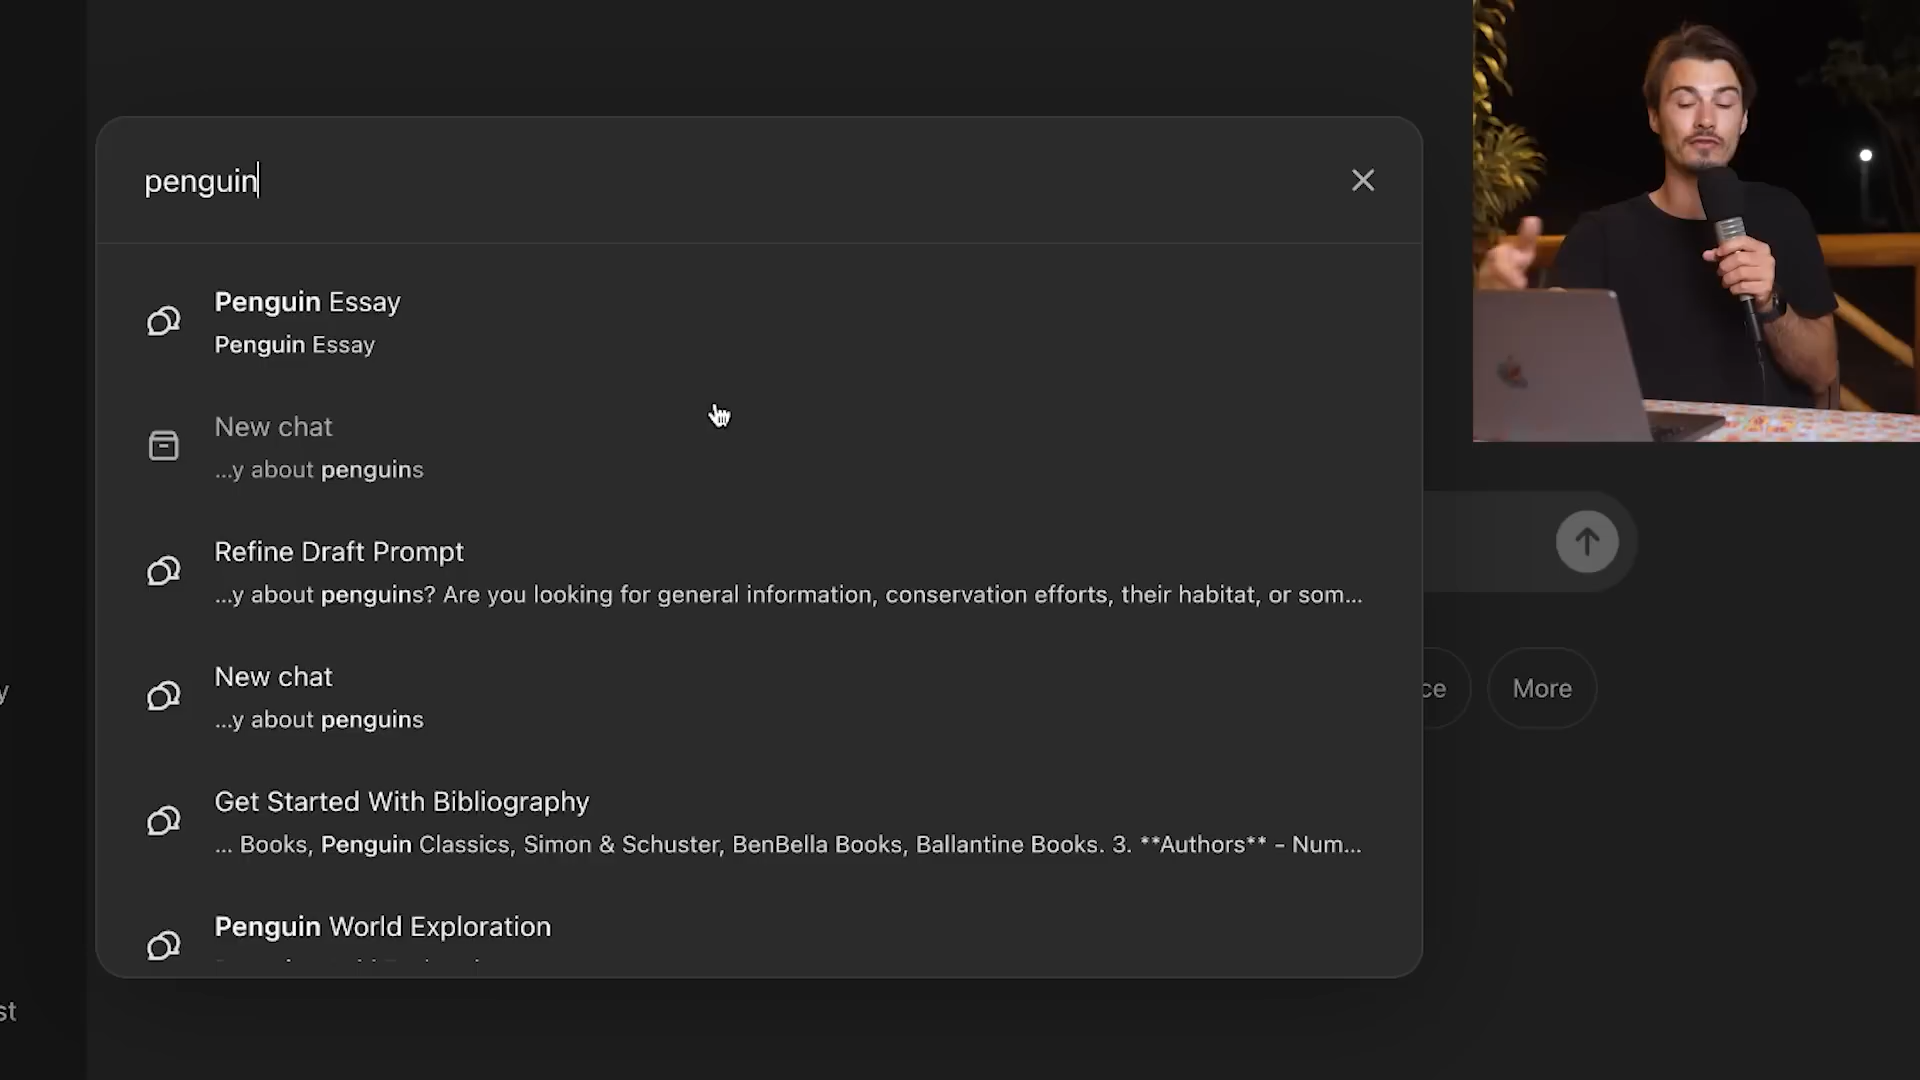 penguin
Penguin Essay
Penguin Essay
New chat
...y about penguins
Refine Draft Prompt
...y about penguins? Are you looking for general information, conservation efforts, their habitat, or som...
New chat
...y about penguins
Get Started With Bibliography
... Books, Penguin Classics, Simon & Schuster, BenBella Books, Ballantine Books. 3. **Authors** - Num...
Penguin World Exploration
y
st
ce
More